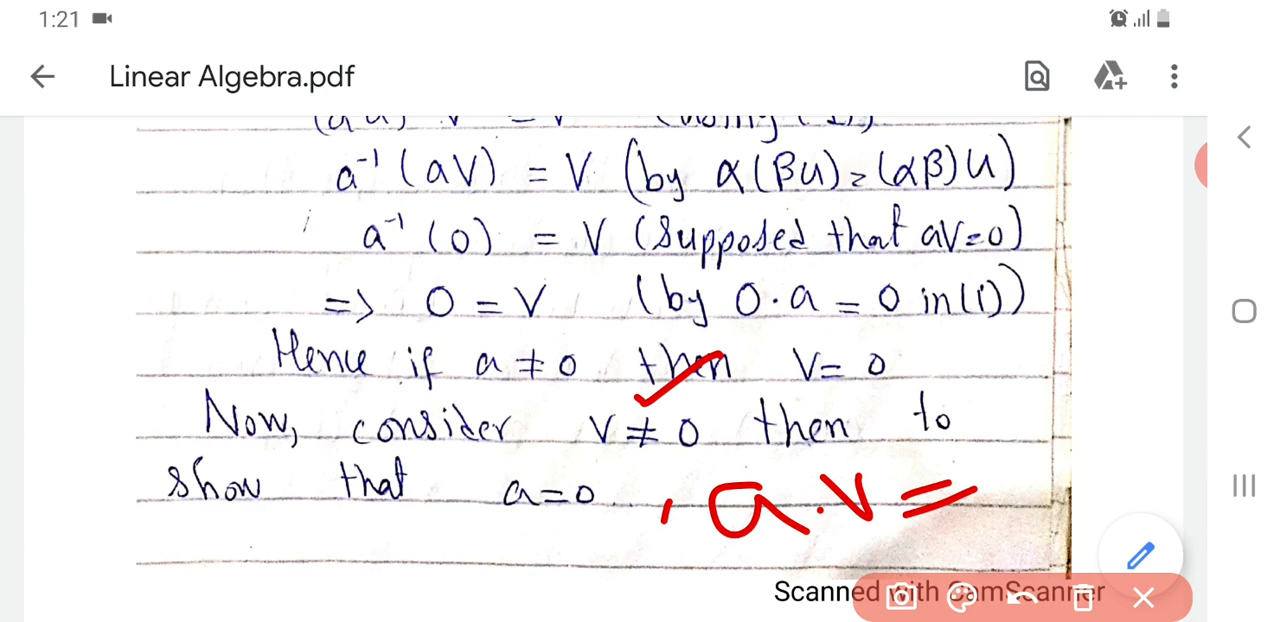 1:21
Linear Algebra.pdf
a⁻¹ (aV) = V (by α(βu) = (αβ)u)
a⁻¹ (0) = V (Supposed that aV=0)
=> 0 = V (by 0·a = 0 in(1))
Hence if a ≠ 0 then V= 0
Now, consider V ≠ 0 then to
show that a=0 , a.v =
Scanned with CamScanner